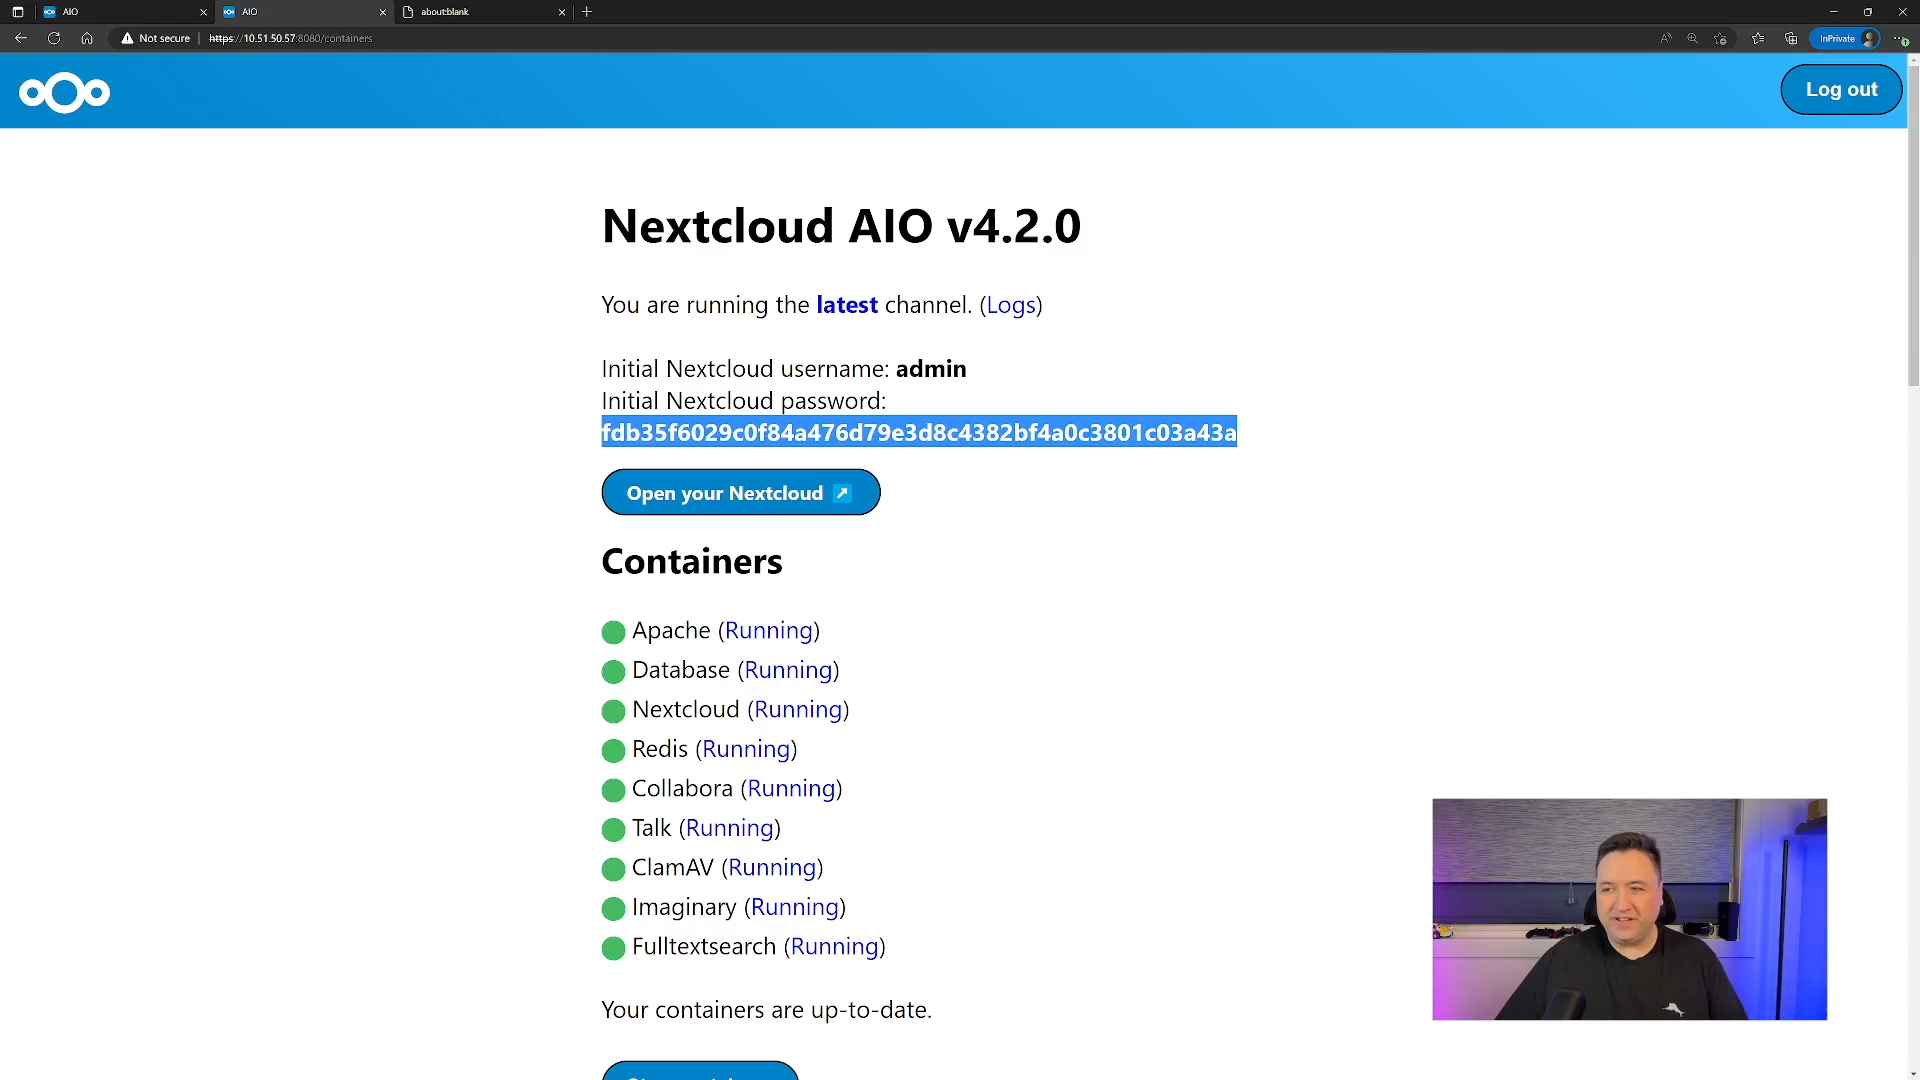 AIO
AIO
about:blank
Not secure
https://10.51.50.57:8080/containers
InPrivate
Log out
Nextcloud AIO v4.2.0
You are running the latest channel. (Logs)
Initial Nextcloud username: admin
Initial Nextcloud password:
fdb35f6029c0f84a476d79e3d8c4382bf4a0c3801c03a43a
Open your Nextcloud
Containers
Apache (Running)
Database (Running)
Nextcloud (Running)
Redis (Running)
Collabora (Running)
Talk (Running)
ClamAV (Running)
Imaginary (Running)
Fulltextsearch (Running)
Your containers are up-to-date.